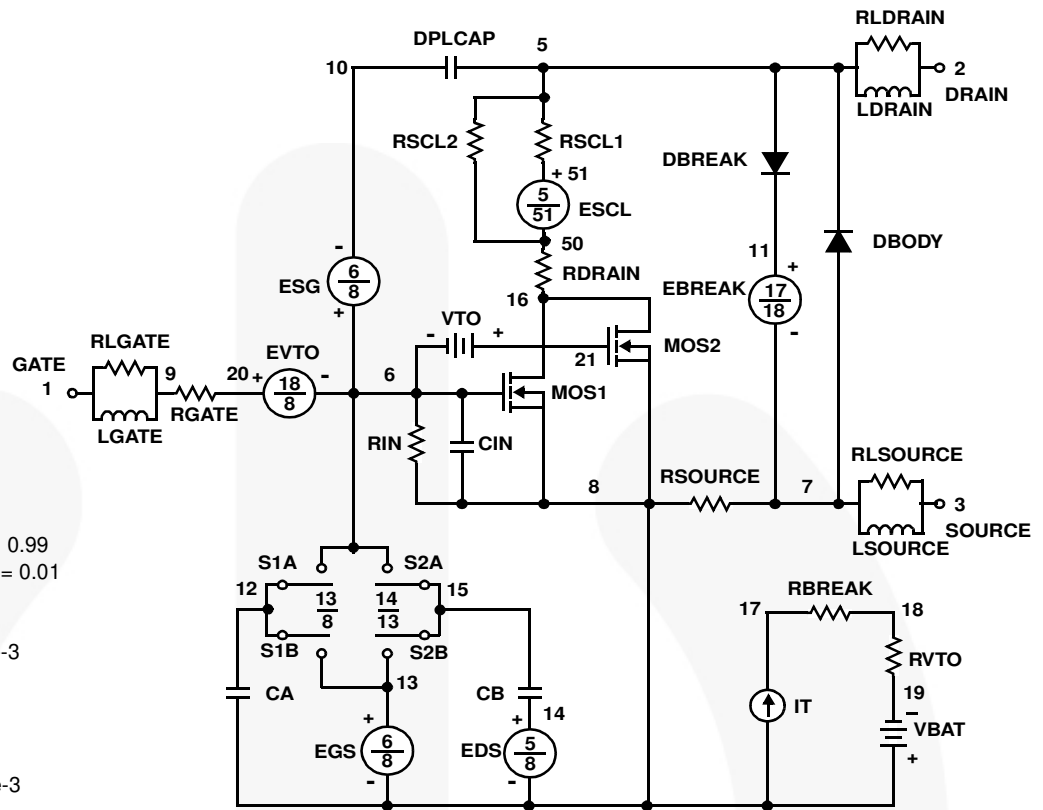 RLDRAIN
DPLCAP
5
10
2
DRAIN
LDRAIN
RSCL2
RSCL1
DBREAK
+ 51
5
51
ESCL
50
DBODY
11
RDRAIN
-
6
8
ESG
+
+
EBREAK
17
18
-
16
VTO
-
+
21
MOS2
RLGATE
GATE
1
9
20
+
EVTO
18
8
-
6
MOS1
RGATE
LGATE
RIN
CIN
8
RSOURCE
7
RLSOURCE
3
SOURCE
LSOURCE
0.99
= 0.01
S1A
S2A
12
13
8
14
13
15
S1B
S2B
RBREAK
17
18
-3
RVTO
13
CA
CB
14
19
IT
-
VBAT
+
+
EGS
6
8
-
+
EDS
5
8
-
e-3